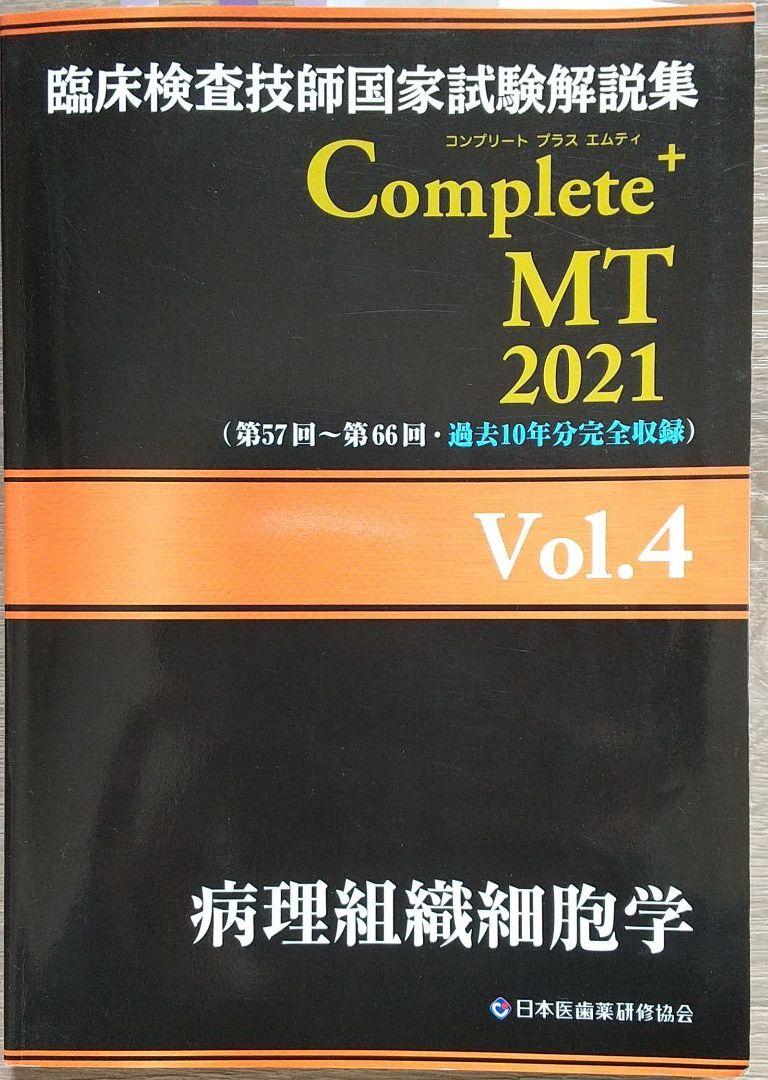 臨床検査技師国家試験解説集
コンプリート プラス エムティ
Complete+
MT
2021
(第57回～第66回・過去10年分完全収録)
Vol.4
病理組織細胞学
日本医歯薬研修協会